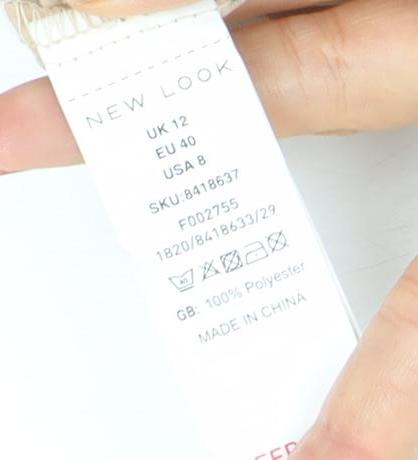 NEW LOOK
UK 12
EU 40
USA 8
SKU:8418637
F002755
1820/8418633/29
40
GB: 100% Polyester
MADE IN CHINA